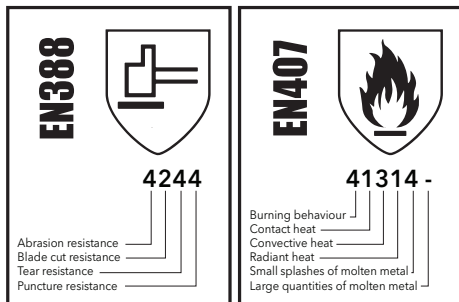 EN388
4244
Abrasion resistance
Blade cut resistance
Tear resistance
Puncture resistance
EN407
41314 -
Burning behaviour
Contact heat
Convective heat
Radiant heat
Small splashes of molten metal
Large quantities of molten metal